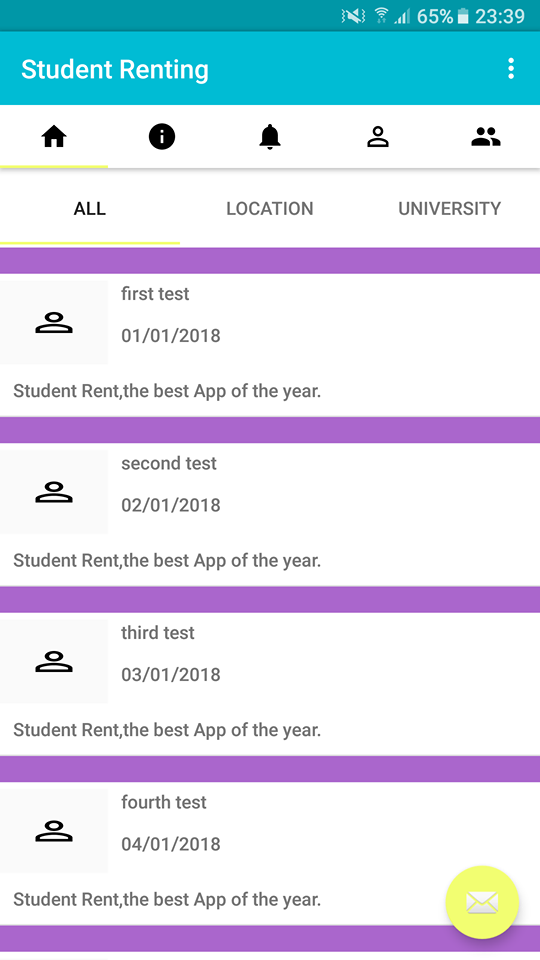 65% 23:39
Student Renting
ALL LOCATION UNIVERSITY
first test
01/01/2018
Student Rent,the best App of the year.
second test
02/01/2018
Student Rent,the best App of the year.
third test
03/01/2018
Student Rent,the best App of the year.
fourth test
04/01/2018
Student Rent,the best App of the year.